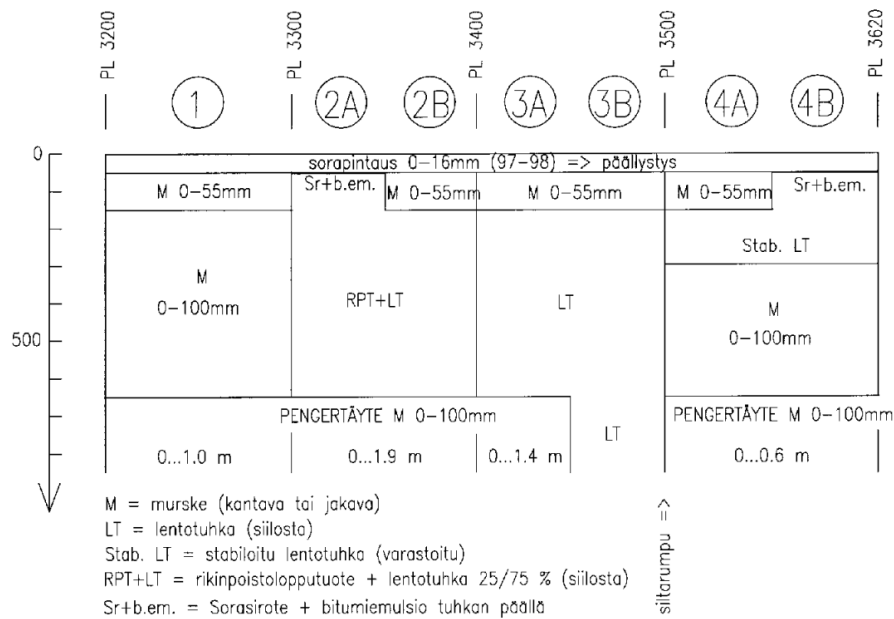 PL 3200
PL 3300
PL 3400
PL 3500
PL 3620
1
2A
2B
3A
3B
4A
4B
0
sorapintaus 0-16mm (97-98) => päällystys
M 0-55mm
Sr+b.em.
M 0-55mm
M 0-55mm
M 0-55mm
Sr+b.em.
Stab. LT
M
0-100mm
RPT+LT
LT
M
0-100mm
500
PENGERTÄYTE M 0-100mm
LT
PENGERTÄYTE M 0-100mm
0...1.0 m
0...1.9 m
0...1.4 m
0...0.6 m
M = murske (kantava tai jakava)
LT = lentotuhka (siilosta)
Stab. LT = stabiloitu lentotuhka (varastoitu)
RPT+LT = rikinpoistolopputuote + lentotuhka 25/75 % (siilosta)
Sr+b.em. = Sorasirote + bitumiemulsio tuhkan päällä
siltarumpu =>